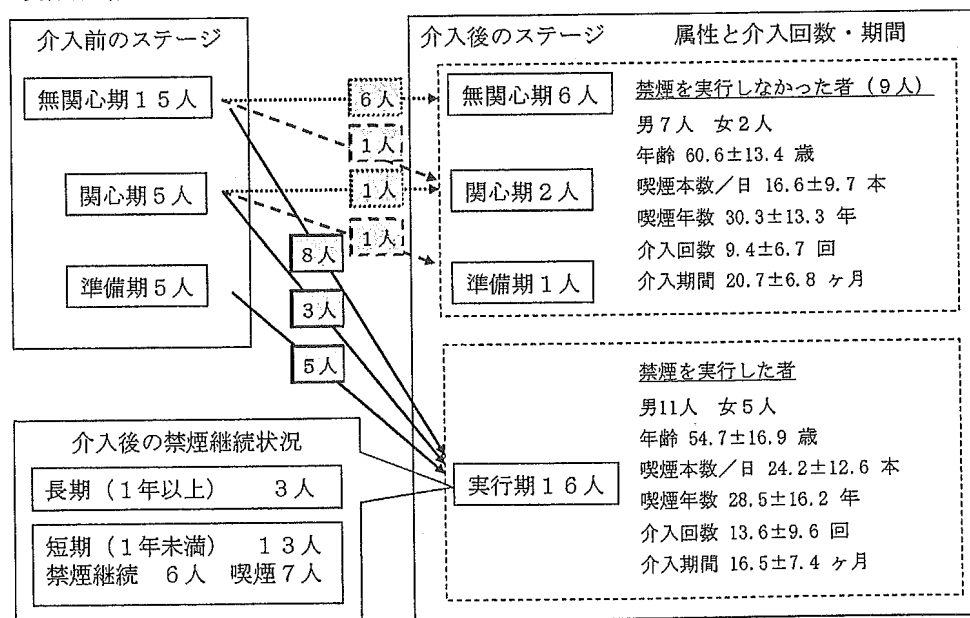 介入前のステージ
無関心期１５人
関心期５人
準備期５人
6人
1人
1人
1人
8人
3人
5人
介入後のステージ　属性と介入回数・期間
無関心期６人
関心期２人
準備期１人
禁煙を実行しなかった者（9人）
男7人　女2人
年齢 60.6±13.4 歳
喫煙本数／日 16.6±9.7 本
喫煙年数 30.3±13.3 年
介入回数 9.4±6.7 回
介入期間 20.7±6.8 ヶ月
実行期１６人
禁煙を実行した者
男11人　女5人
年齢 54.7±16.9 歳
喫煙本数／日 24.2±12.6 本
喫煙年数 28.5±16.2 年
介入回数 13.6±9.6 回
介入期間 16.5±7.4 ヶ月
介入後の禁煙継続状況
長期（１年以上）　３人
短期（１年未満）　１３人
禁煙継続　６人　喫煙７人